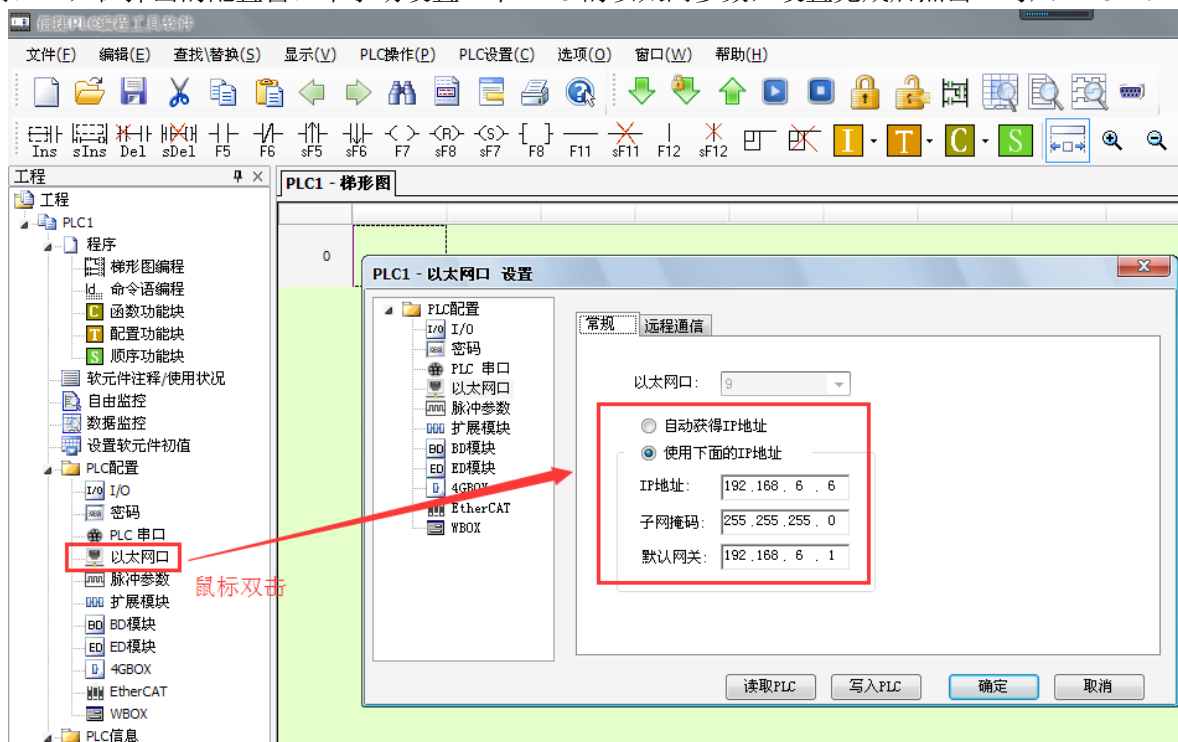 信捷PLC编程工具软件
文件(F) 编辑(E) 查找\替换(S) 显示(V) PLC操作(P) PLC设置(C) 选项(O) 窗口(W) 帮助(H)
Ins sIns Del sDel F5 F6 sF5 sF6 F7 sF8 sF7 F8 F11 sF11 F12 sF12 I T C S
工程
PLC1 - 梯形图
工程
PLC1
程序
梯形图编程
命令语编程
函数功能块
配置功能块
顺序功能块
软元件注释/使用状况
自由监控
数据监控
设置软元件初值
PLC配置
I/O
密码
PLC 串口
以太网口
脉冲参数
扩展模块
BD模块
ED模块
4GBOX
EtherCAT
WBOX
PLC信息
鼠标双击
0
PLC1 - 以太网口 设置
PLC配置
I/O
密码
PLC 串口
以太网口
脉冲参数
扩展模块
BD模块
ED模块
4GBOX
EtherCAT
WBOX
常规 远程通信
以太网口: 9
自动获得IP地址
使用下面的IP地址
IP地址: 192 .168 . 6 . 6
子网掩码: 255 .255 .255 . 0
默认网关: 192 .168 . 6 . 1
读取PLC 写入PLC 确定 取消